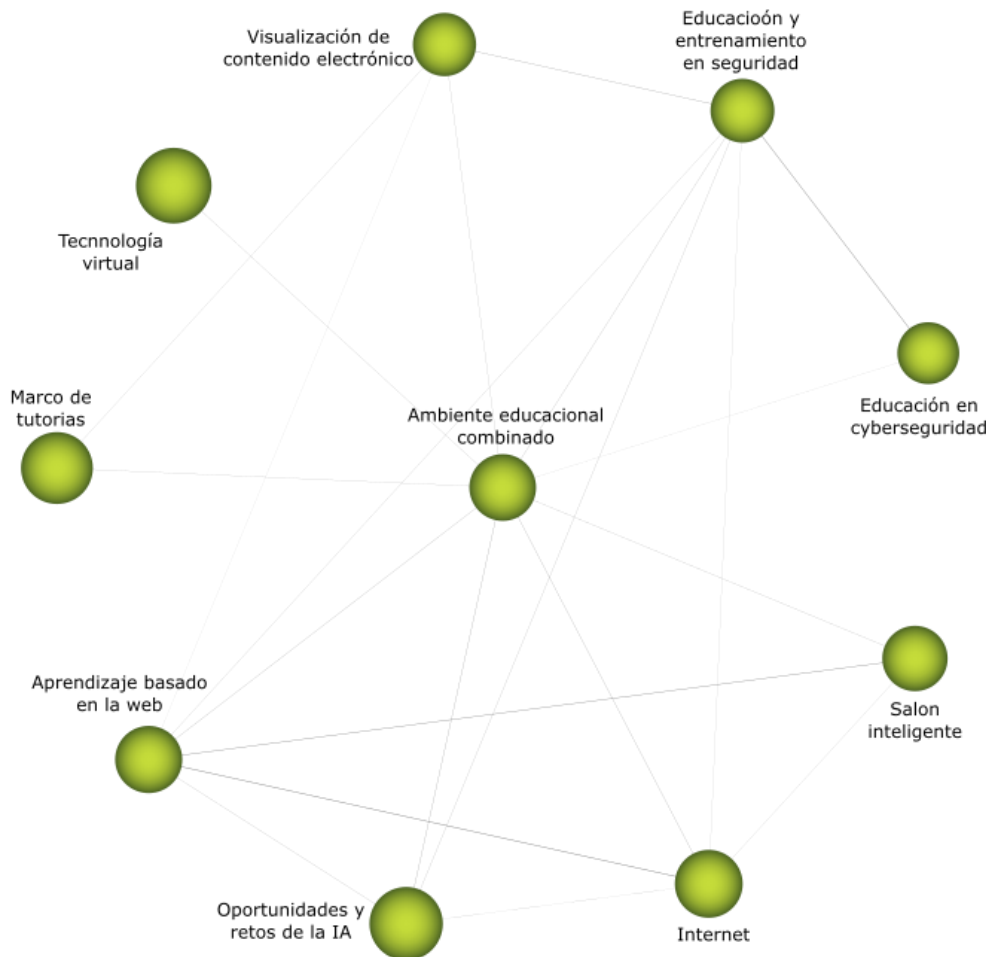 Visualización de
contenido electrónico
Educacioón y
entrenamiento
en seguridad
Tecnnología
virtual
Educación en
cyberseguridad
Marco de
tutorias
Ambiente educacional
combinado
Aprendizaje basado
en la web
Salon
inteligente
Oportunidades y
retos de la IA
Internet